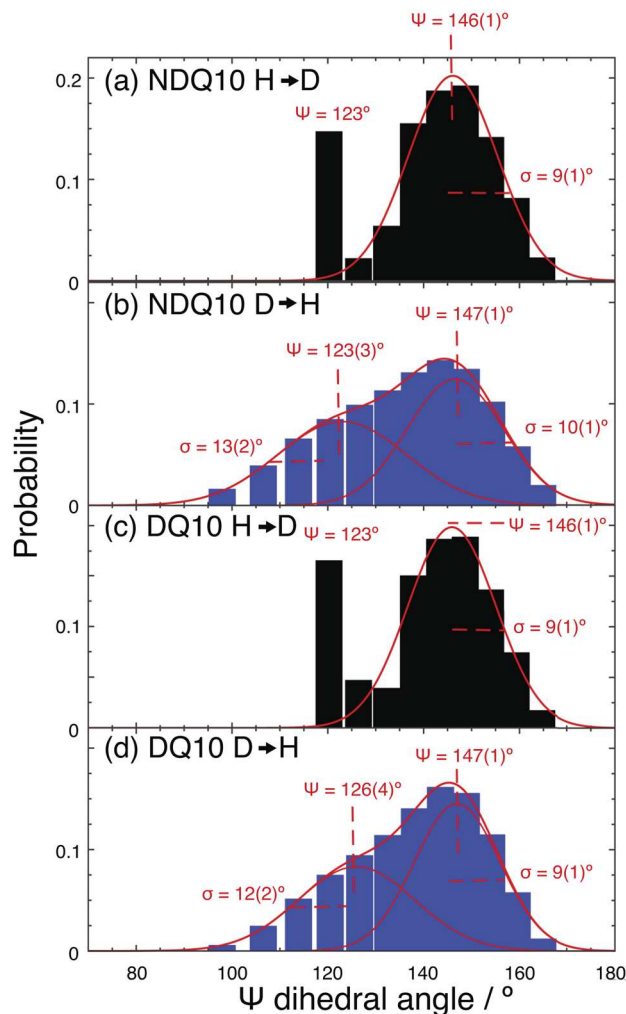 Ψ = 146(1)º
(a) NDQ10 H➔D
Ψ = 123º
σ = 9(1)º
0.2
0.1
0
(b) NDQ10 D➔H
Ψ = 147(1)º
Ψ = 123(3)º
σ = 13(2)º
σ = 10(1)º
0.1
0
(c) DQ10 H➔D
Ψ = 123º
Ψ = 146(1)º
σ = 9(1)º
0.1
0
(d) DQ10 D➔H
Ψ = 147(1)º
Ψ = 126(4)º
σ = 12(2)º
σ = 9(1)º
0.1
0
80 100 120 140 160 180
Ψ dihedral angle / º
Probability